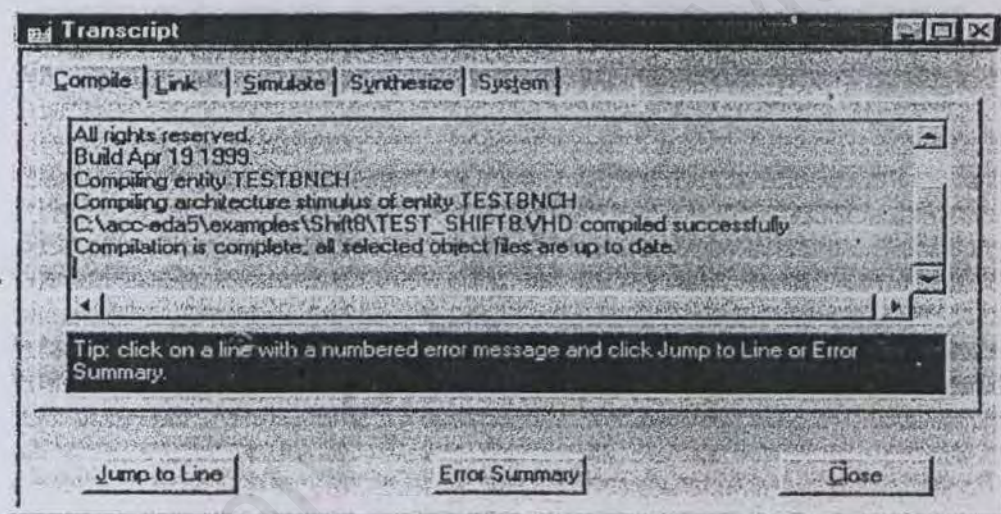 Transcript
Compile Link Simulate Synthesize System
All rights reserved.
Build Apr 19 1999.
Compiling entity TESTBNCH
Compiling architecture stimulus of entity TESTBNCH
C:\acc-eda5\examples\Shift8\TEST_SHIFT8.VHD compiled successfully
Compilation is complete, all selected object files are up to date.
Tip: click on a line with a numbered error message and click Jump to Line or Error
Summary.
Jump to Line Error Summary Close